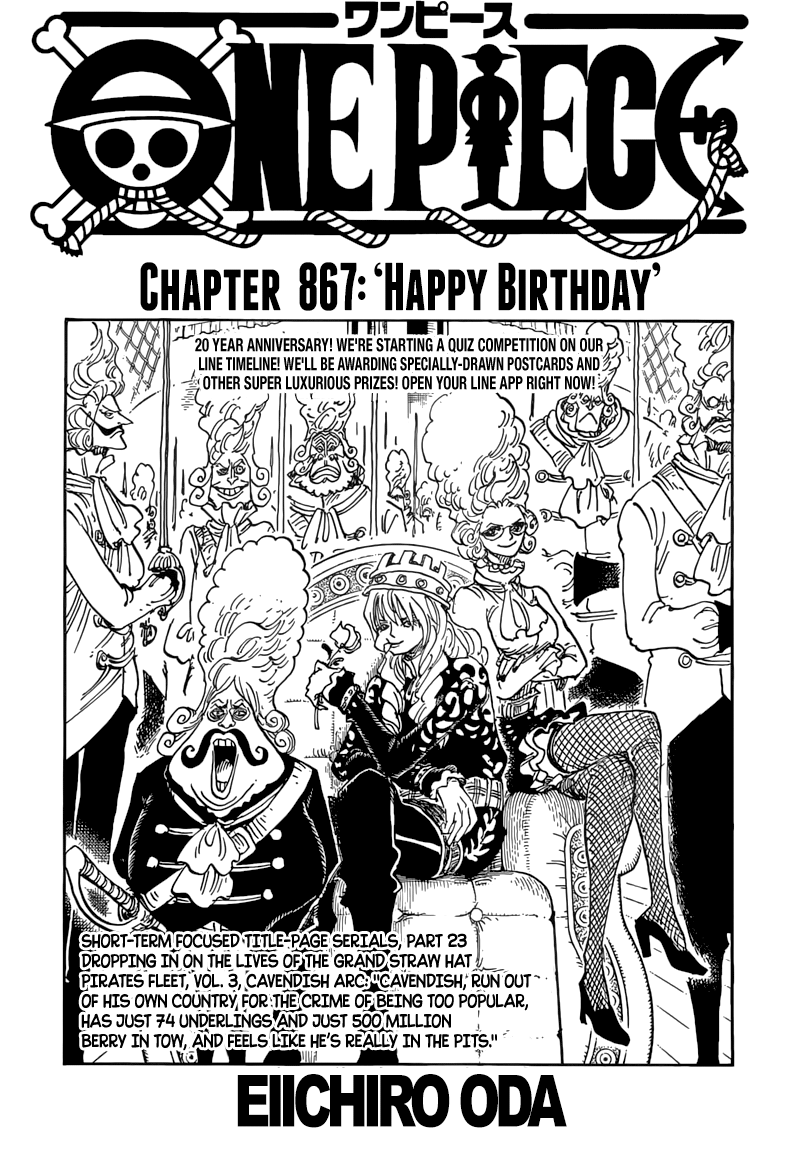 ワンピース
ONE PIECE
CHAPTER 867: ‘HAPPY BIRTHDAY’
20 YEAR ANNIVERSARY! WE'RE STARTING A QUIZ COMPETITION ON OUR
LINE TIMELINE! WE'LL BE AWARDING SPECIALLY-DRAWN POSTCARDS AND
OTHER SUPER LUXURIOUS PRIZES! OPEN YOUR LINE APP RIGHT NOW!
SHORT-TERM FOCUSED TITLE-PAGE SERIALS, PART 23
DROPPING IN ON THE LIVES OF THE GRAND STRAW HAT
PIRATES FLEET, VOL. 3, CAVENDISH ARC: "CAVENDISH, RUN OUT
OF HIS OWN COUNTRY FOR THE CRIME OF BEING TOO POPULAR,
HAS JUST 74 UNDERLINGS AND JUST 500 MILLION
BERRY IN TOW, AND FEELS LIKE HE'S REALLY IN THE PITS."
EIICHIRO ODA